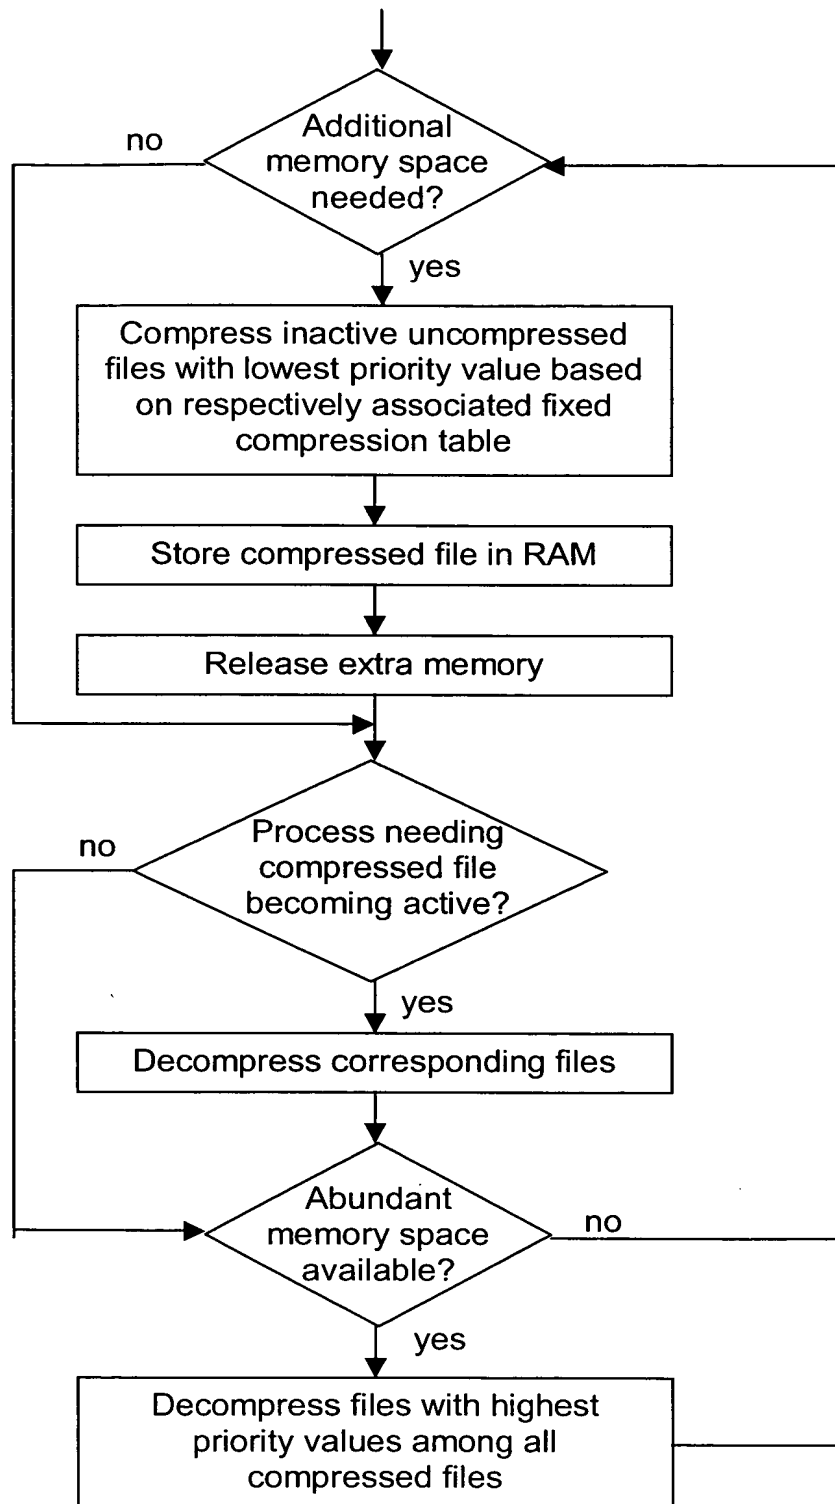 Additional
memory space
needed?
no
yes
Compress inactive uncompressed
files with lowest priority value based
on respectively associated fixed
compression table
Store compressed file in RAM
Release extra memory
Process needing
compressed file
becoming active?
no
yes
Decompress corresponding files
Abundant
memory space
available?
no
yes
Decompress files with highest
priority values among all
compressed files